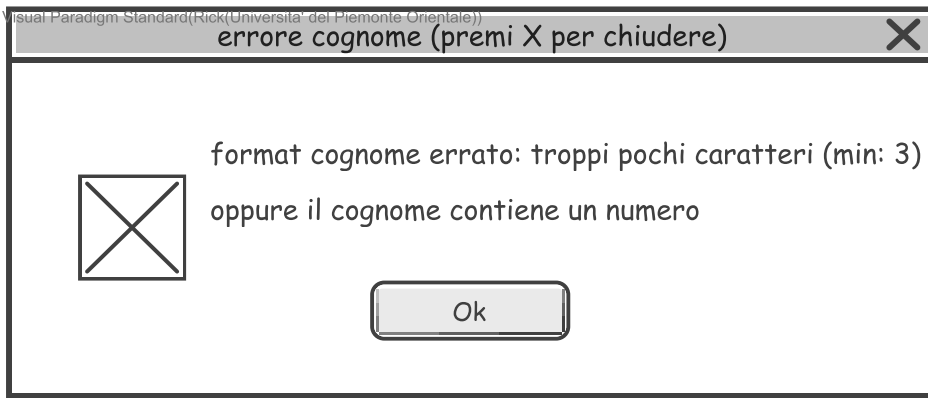 Visual Paradigm Standard(Rick(Universita' del Piemonte Orientale))
errore cognome (premi X per chiudere)
format cognome errato: troppi pochi caratteri (min: 3)
oppure il cognome contiene un numero
Ok